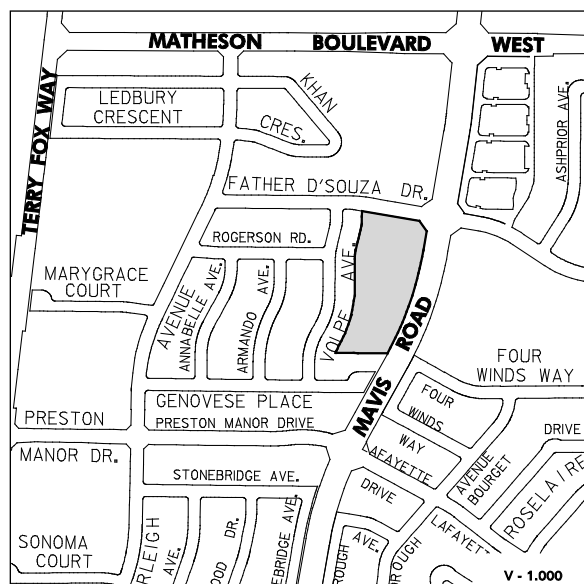 MATHESON BOULEVARD WEST
TERRY FOX WAY
LEDBURY
CRESCENT
KHAN
CRES.
ASHPRIOR AVE.
FATHER D'SOUZA DR.
ROGERSON RD.
MARYGRACE
COURT
AVENUE
ANNABELLE AVE.
ARMANDO AVE.
VOLPE AVE.
MAVIS ROAD
FOUR
WINDS WAY
GENOVESE PLACE
PRESTON MANOR DRIVE
FOUR
WINDS
WAY
PRESTON
MANOR DR.
LAFAYETTE
DRIVE
AVENUE
BOURGET
DRIVE
ROSELA
RE
STONEBRIDGE AVE.
SONOMA
COURT
RLEIGH
AVE.
OOD DR.
EBRIDGE AVE.
ROUGH
AVE.
ROUGH
LAFAYET
V - 1.000